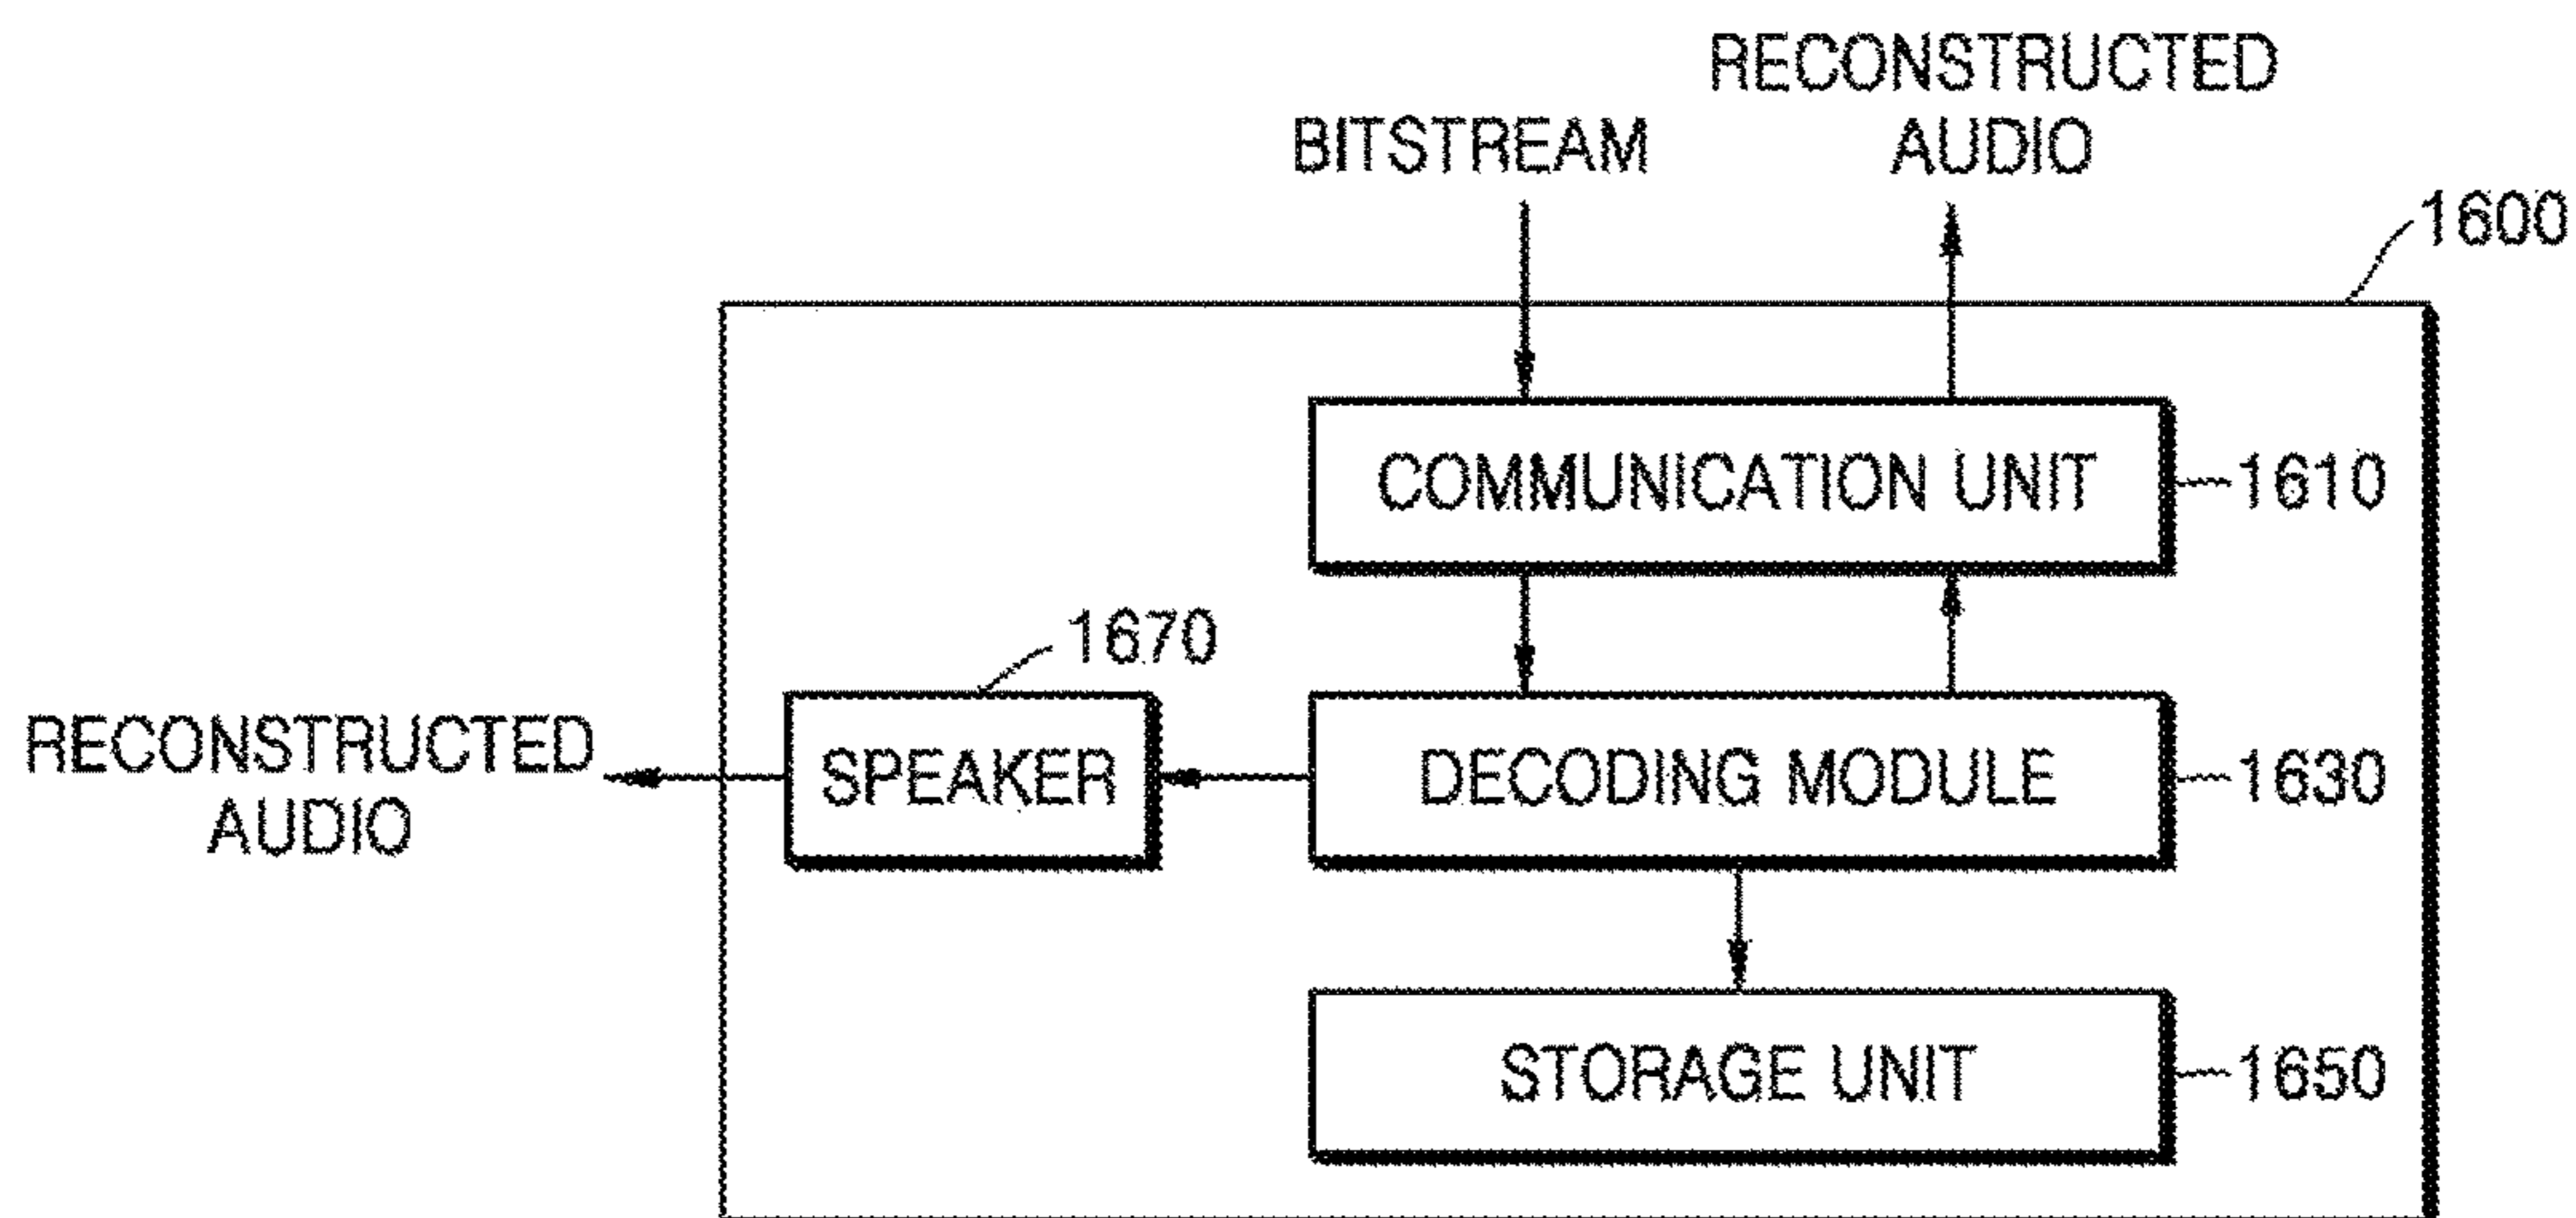 RECONSTRUCTED
AUDIO
BITSTREAM
1600
COMMUNICATION UNIT
1610
1670
RECONSTRUCTED
AUDIO
SPEAKER
DECODING MODULE
1630
STORAGE UNIT
1650